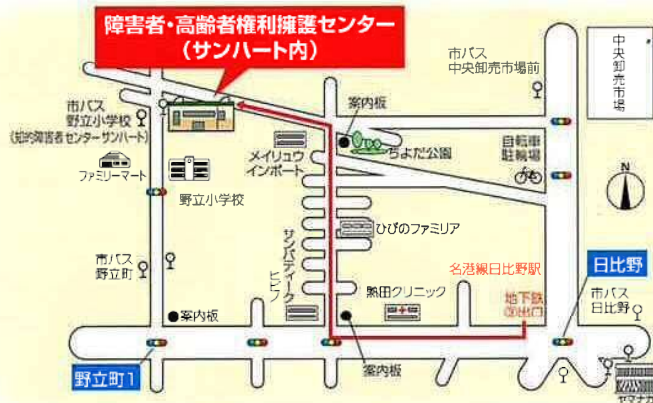 障害者・高齢者権利擁護センター
(サンハート内)
市バス
中央卸売市場前
中央卸売市場
市バス
野立小学校
(知的障害者センターサンハート)
案内板
ちよだ公園
自転車
駐輪場
N
ファミリーマート
野立小学校
メイリュウ
インポート
ひびのファミリア
サンパティーク
ヒビノ
市バス
野立町
名港線日比野駅
日比野
熱田クリニック
地下鉄
出口
市バス
日比野
案内板
案内板
野立町1
ヤマナカ